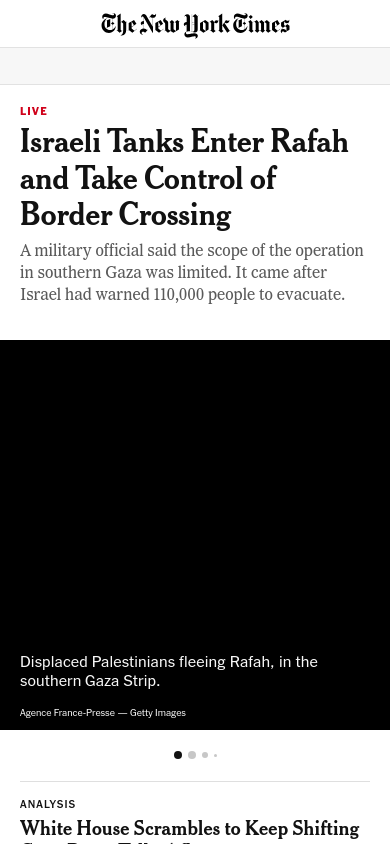 The New York Times
LIVE
Israeli Tanks Enter Rafah
and Take Control of
Border Crossing
A military official said the scope of the operation
in southern Gaza was limited. It came after
Israel had warned 110,000 people to evacuate.
Displaced Palestinians fleeing Rafah, in the
southern Gaza Strip.
Agence France-Presse — Getty Images
ANALYSIS
White House Scrambles to Keep Shifting